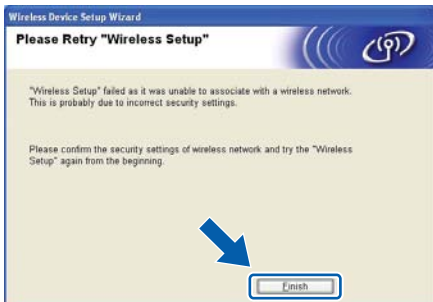 Wireless Device Setup Wizard
Please Retry "Wireless Setup"
"Wireless Setup" failed as it was unable to associate with a wireless network.
This is probably due to incorrect security settings.
Please confirm the security settings of wireless network and try the "Wireless
Setup" again from the beginning.
Finish